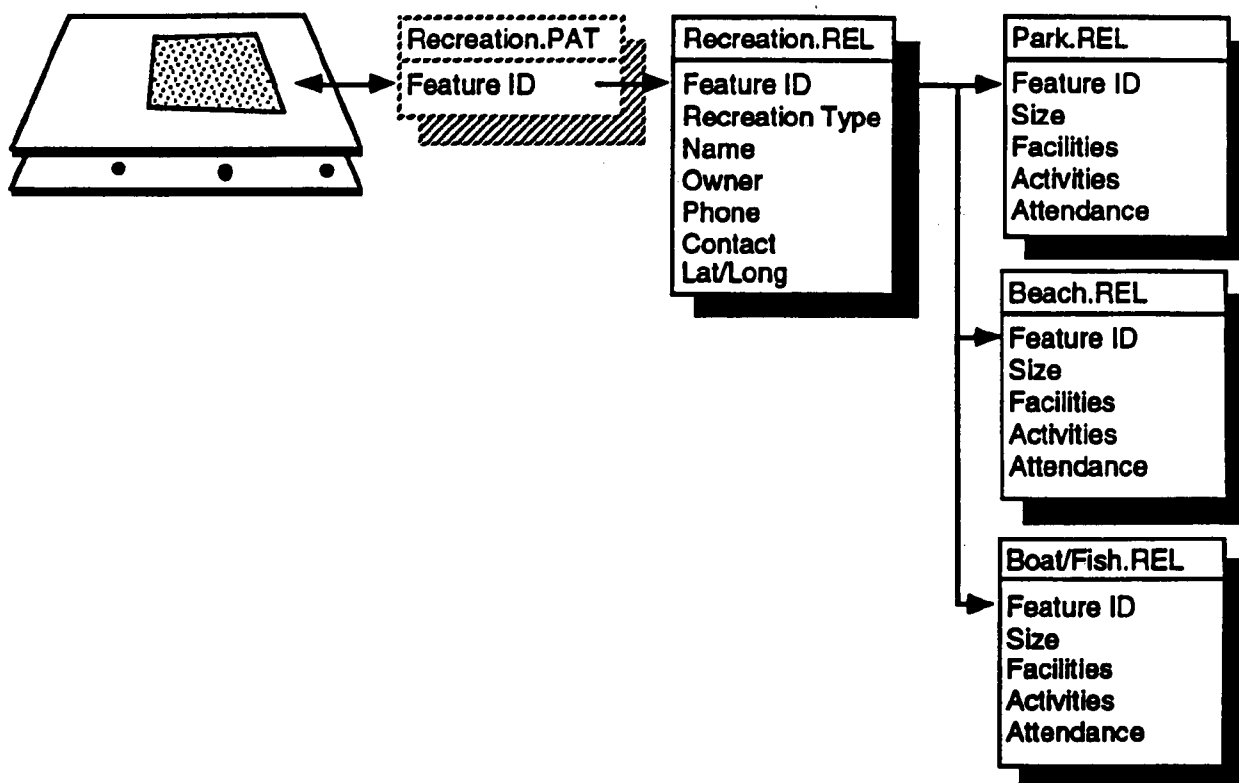 Recreation.PAT
Feature ID
Recreation.REL
Feature ID
Recreation Type
Name
Owner
Phone
Contact
Lat/Long
Park.REL
Feature ID
Size
Facilities
Activities
Attendance
Beach.REL
Feature ID
Size
Facilities
Activities
Attendance
Boat/Fish.REL
Feature ID
Size
Facilities
Activities
Attendance